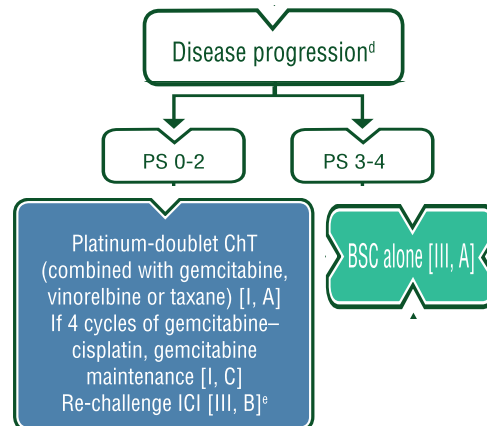 Disease progressionᵈ
PS 0-2
PS 3-4
Platinum-doublet ChT
(combined with gemcitabine,
vinorelbine or taxane) [I, A]
If 4 cycles of gemcitabine–
cisplatin, gemcitabine
maintenance [I, C]
Re-challenge ICI [III, B]ᵉ
BSC alone [III, A]